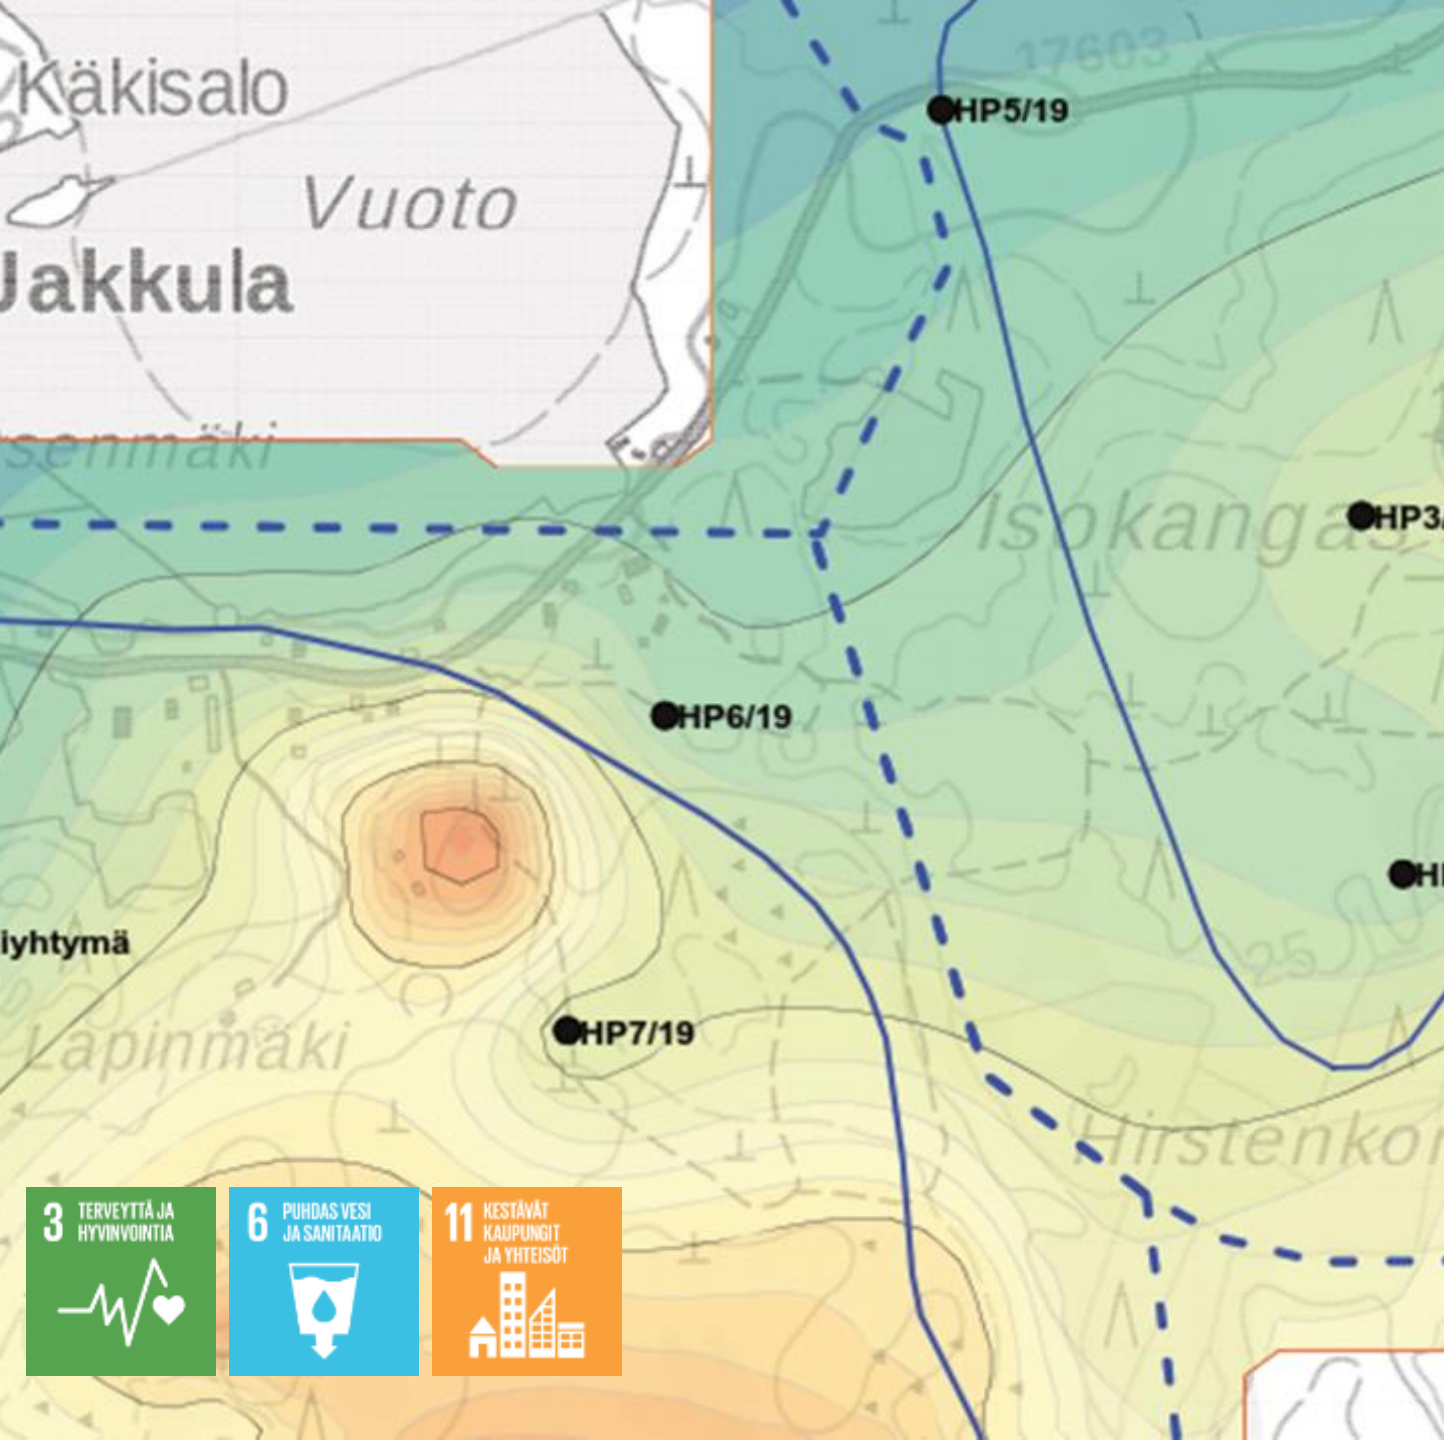 17603
Käkisalo
HP5/19
Vuoto
Jakkula
senmäki
Isokangas
HP3/
HP6/19
iyhtymä
25
HP7/19
Lapinmäki
Hirstenkor
3 TERVEYTTÄ JA
HYVINVOINTIA
6 PUHDAS VESI
JA SANITAATIO
11 KESTÄVÄT
KAUPUNGIT
JA YHTEISÖT